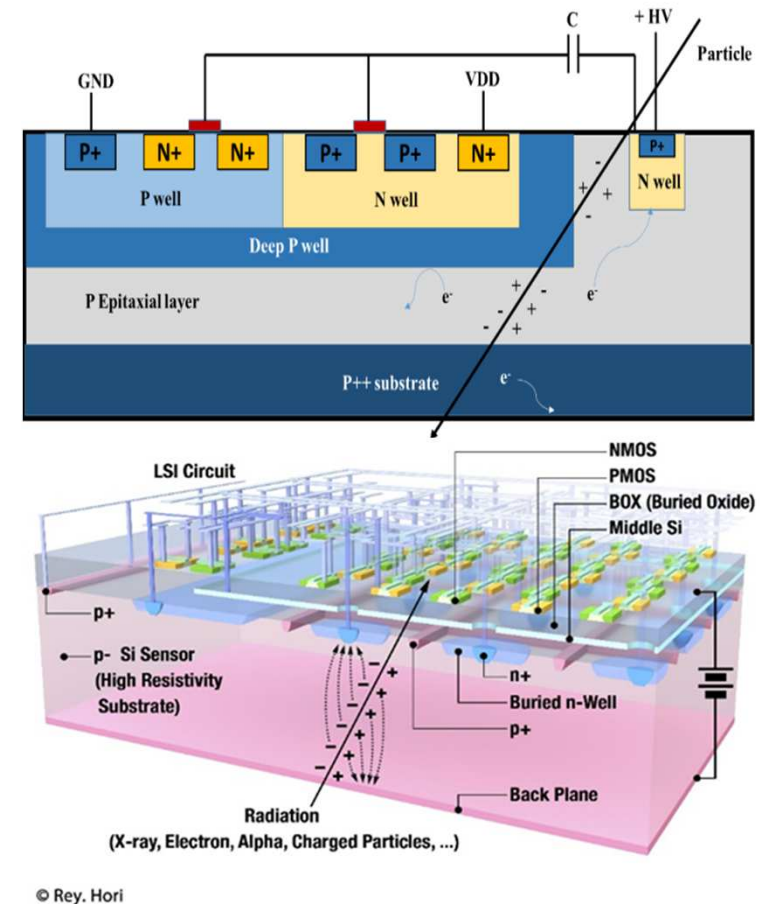 C
+ HV
Particle
GND
VDD
P+
N+
N+
P+
P+
N+
P+
P well
N well
N well
Deep P well
P Epitaxial layer
e-
e-
P++ substrate
e-
+
+
-
-
+
-
-
+
-
+
LSI Circuit
NMOS
PMOS
BOX (Buried Oxide)
Middle Si
p+
p- Si Sensor
(High Resistivity
Substrate)
n+
Buried n-Well
p+
Back Plane
Radiation
(X-ray, Electron, Alpha, Charged Particles, ...)
© Rey. Hori